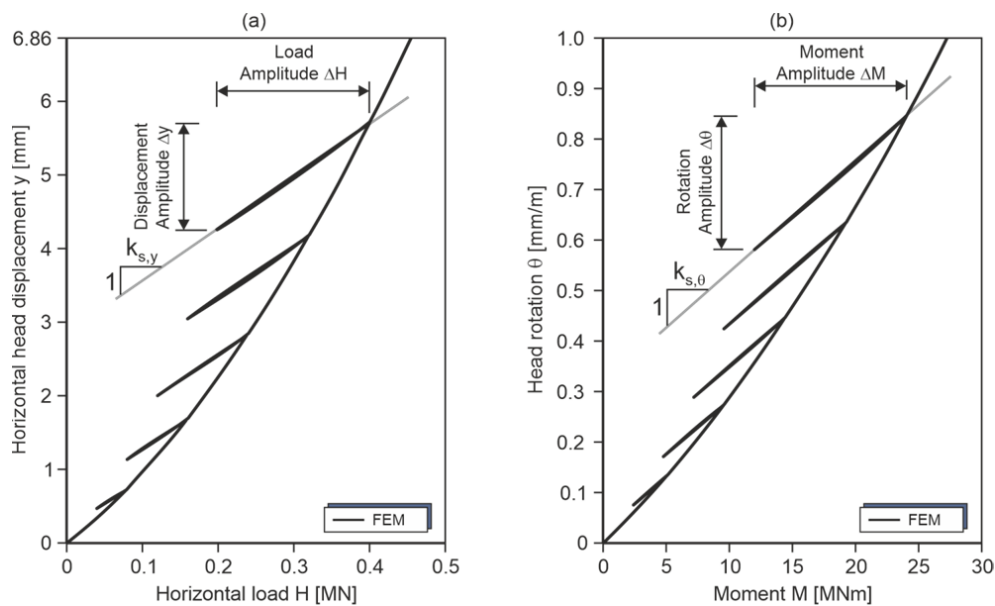 (a)
6.86
6
5
4
3
2
1
0
Horizontal head displacement y [mm]
Load
Amplitude ΔH
Displacement
Amplitude Δy
k_s,y
1
FEM
0
0.1
0.2
0.3
0.4
0.5
Horizontal load H [MN]
(b)
1.0
0.9
0.8
0.7
0.6
0.5
0.4
0.3
0.2
0.1
0
Head rotation θ [mm/m]
Moment
Amplitude ΔM
Rotation
Amplitude Δθ
k_s,θ
1
FEM
0
5
10
15
20
25
30
Moment M [MNm]